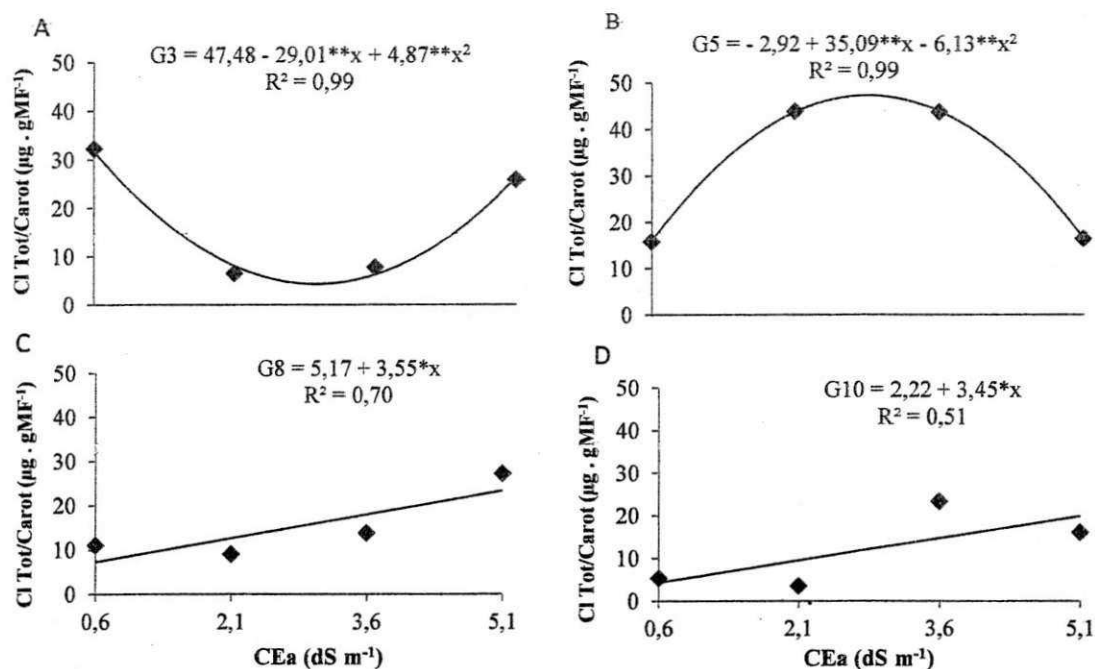 A
G3 = 47,48 - 29,01**x + 4,87**x²
R² = 0,99
Cl Tot/Carot (µg . gMF⁻¹)
50
40
30
20
10
0
B
G5 = - 2,92 + 35,09**x - 6,13**x²
R² = 0,99
Cl Tot/Carot (µg . gMF⁻¹)
50
40
30
20
10
0
C
G8 = 5,17 + 3,55*x
R² = 0,70
Cl Tot/Carot (µg . gMF⁻¹)
50
40
30
20
10
0
0,6 2,1 3,6 5,1
CEa (dS m⁻¹)
D
G10 = 2,22 + 3,45*x
R² = 0,51
Cl Tot/Carot (µg . gMF⁻¹)
50
40
30
20
10
0
0,6 2,1 3,6 5,1
CEa (dS m⁻¹)